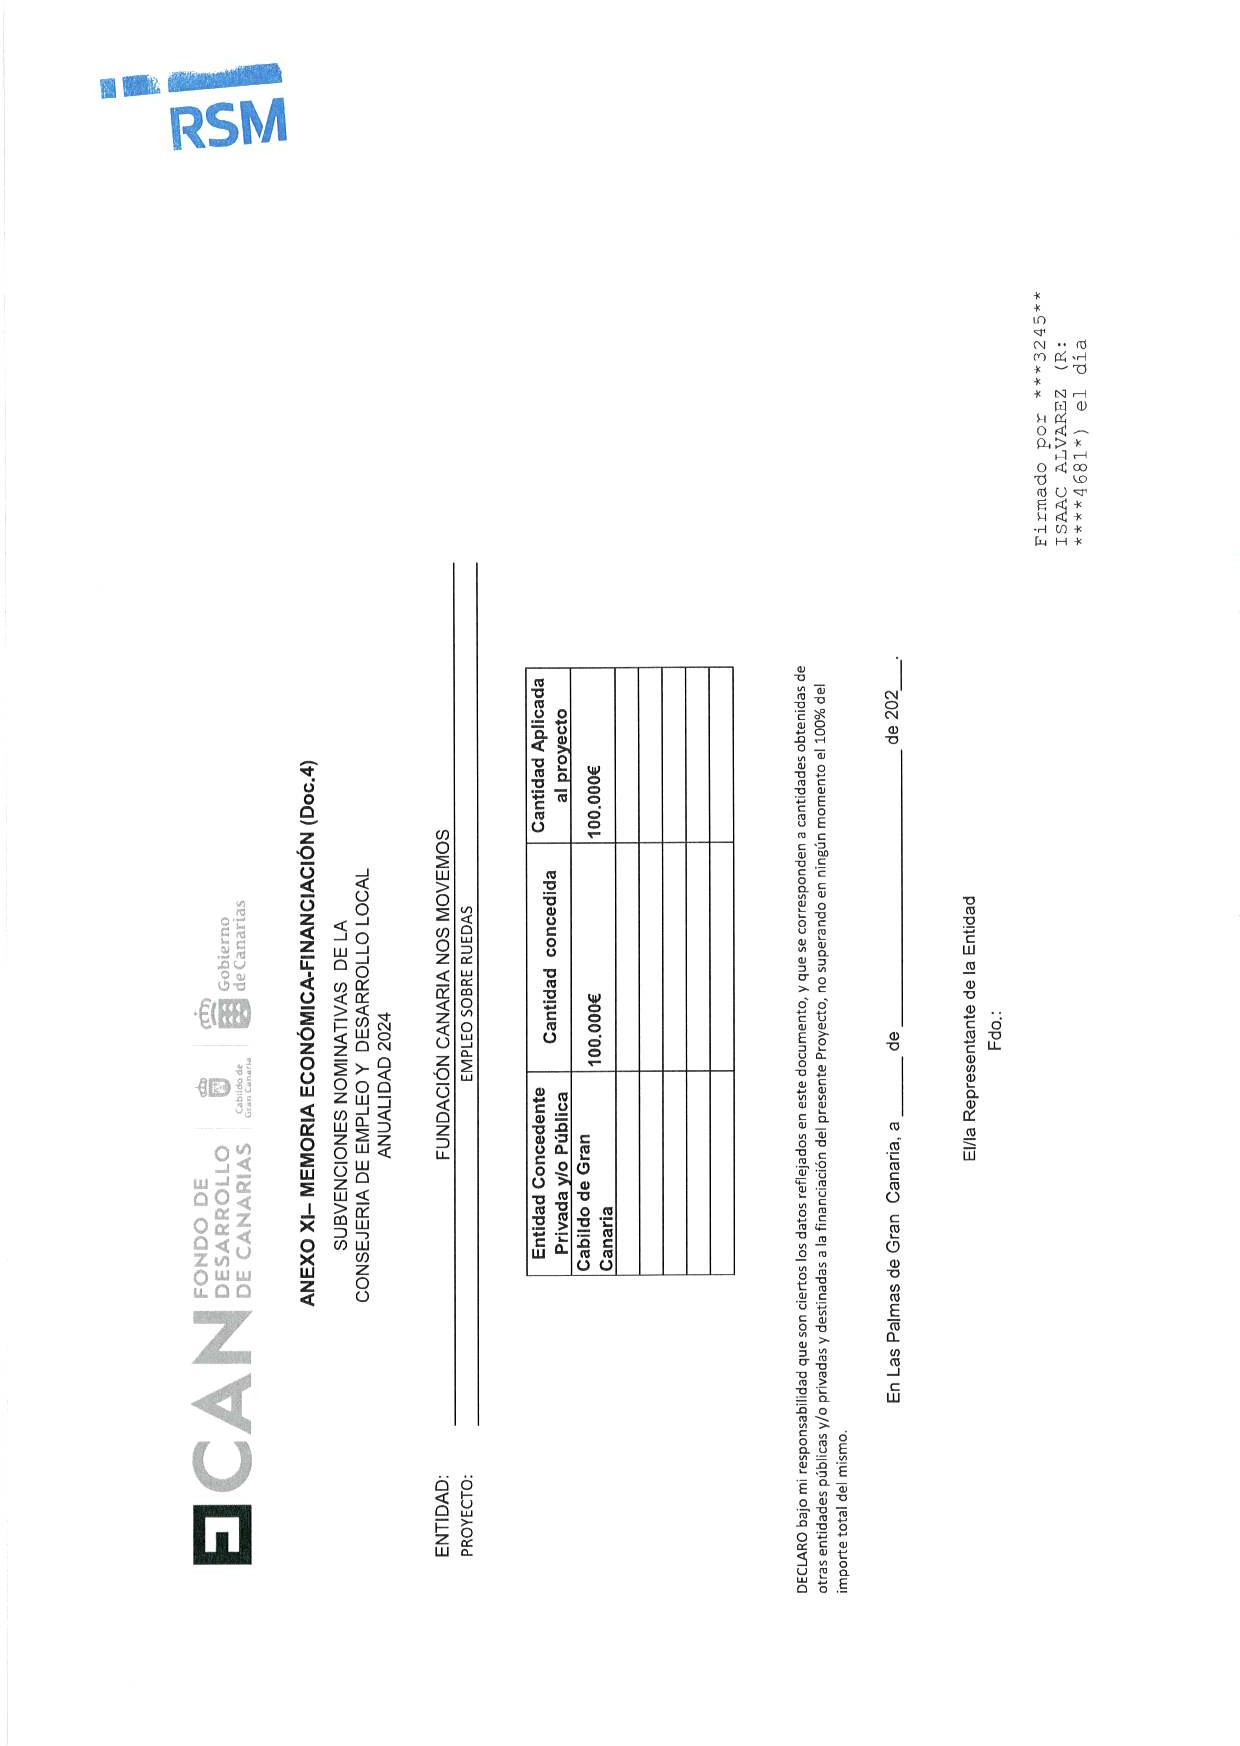 RSM
FONDO DE
DESARROLLO
DE CANARIAS
CAN
Cabildo de
Gran Canaria
Gobierno
de Canarias
ANEXO XI– MEMORIA ECONÓMICA-FINANCIACIÓN (Doc.4)
SUBVENCIONES NOMINATIVAS DE LA
CONSEJERIA DE EMPLEO Y DESARROLLO LOCAL
ANUALIDAD 2024
ENTIDAD: FUNDACIÓN CANARIA NOS MOVEMOS
PROYECTO: EMPLEO SOBRE RUEDAS
Entidad Concedente Privada y/o Pública Cantidad concedida Cantidad Aplicada al proyecto
Cabildo de Gran Canaria 100.000€ 100.000€
DECLARO bajo mi responsabilidad que son ciertos los datos reflejados en este documento, y que se corresponden a cantidades obtenidas de
otras entidades públicas y/o privadas y destinadas a la financiación del presente Proyecto, no superando en ningún momento el 100% del
importe total del mismo.
En Las Palmas de Gran Canaria, a _____ de _________________________________ de 202____.
El/la Representante de la Entidad
Fdo.:
Firmado por ***3245**
ISAAC ALVAREZ (R:
****4681*) el día